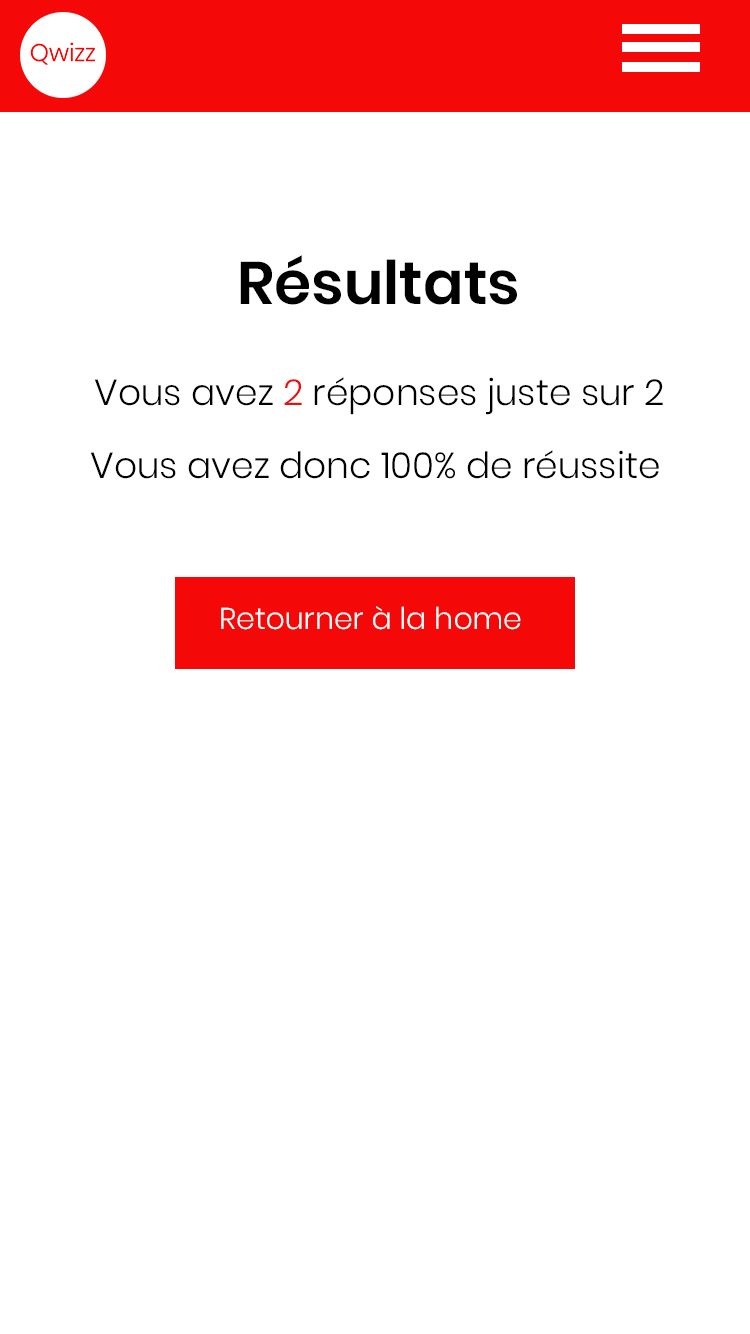 Qwizz
Résultats
Vous avez 2 réponses juste sur 2
Vous avez donc 100% de réussite
Retourner à la home